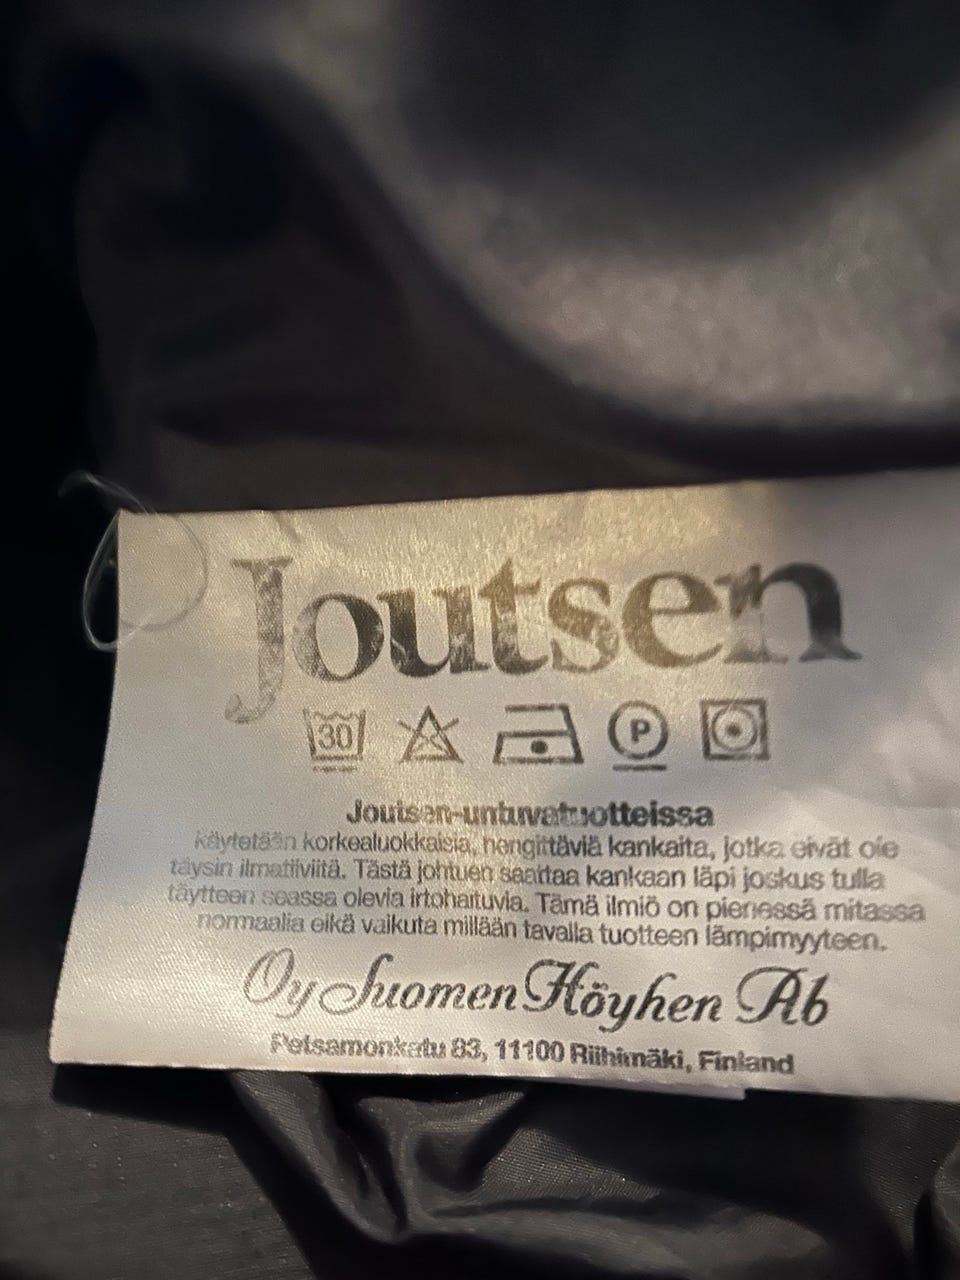 Joutsen
30 P
Joutsen-untuvatuotteissa
käytetään korkealuokkaisia, hengittäviä kankaita, jotka eivät ole
täysin ilmatiiviitä. Tästä johtuen saattaa kankaan läpi joskus tulla
täytteen seassa olevia irtohaituvia. Tämä ilmiö on pienessä mitassa
normaalia eikä vaikuta millään tavalla tuotteen lämpimyyteen.
Oy Suomen Höyhen Ab
Petsamonkatu 83, 11100 Riihimäki, Finland